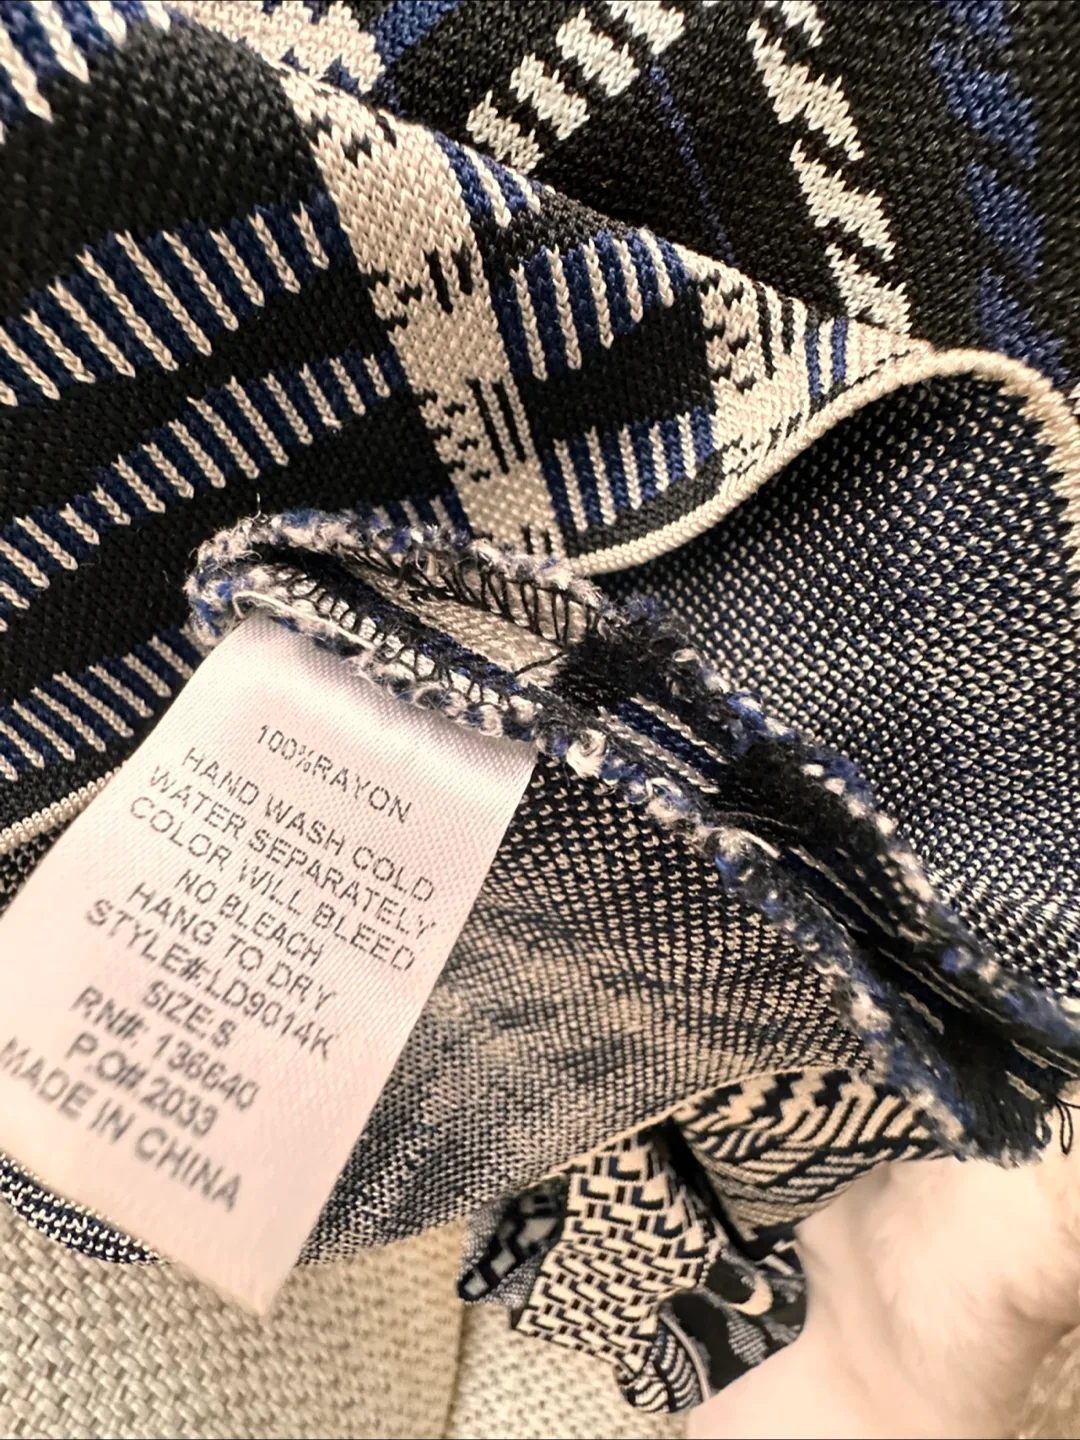 100%RAYON
HAND WASH COLD
WATER SEPARATELY
COLOR WILL BLEED
NO BLEACH
HANG TO DRY
STYLE#:LD9014K
SIZE:S
RN#: 136640
P.O#:2033
MADE IN CHINA